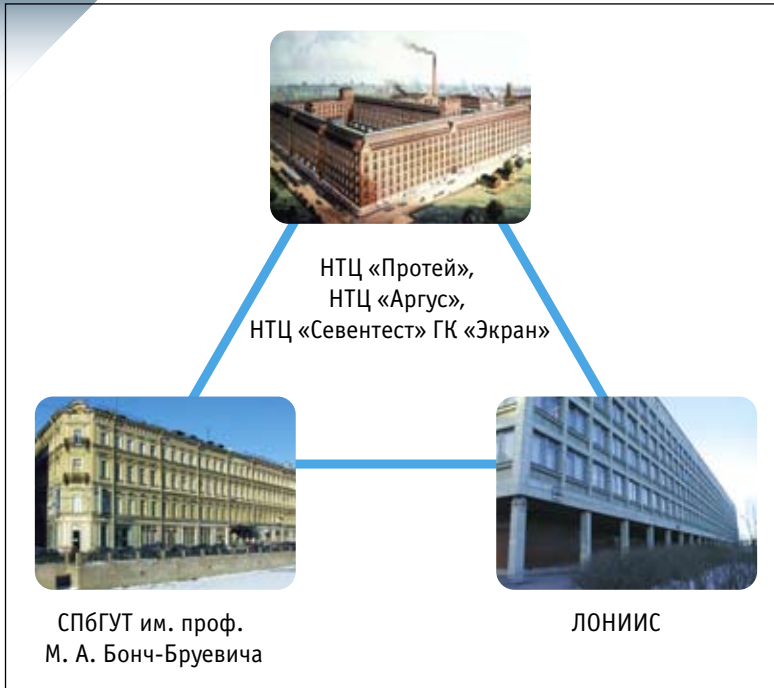 НТЦ «Протей»,
НТЦ «Аргус»,
НТЦ «Севентест» ГК «Экран»
СПбГУТ им. проф.
М. А. Бонч-Бруевича
ЛОНИИС